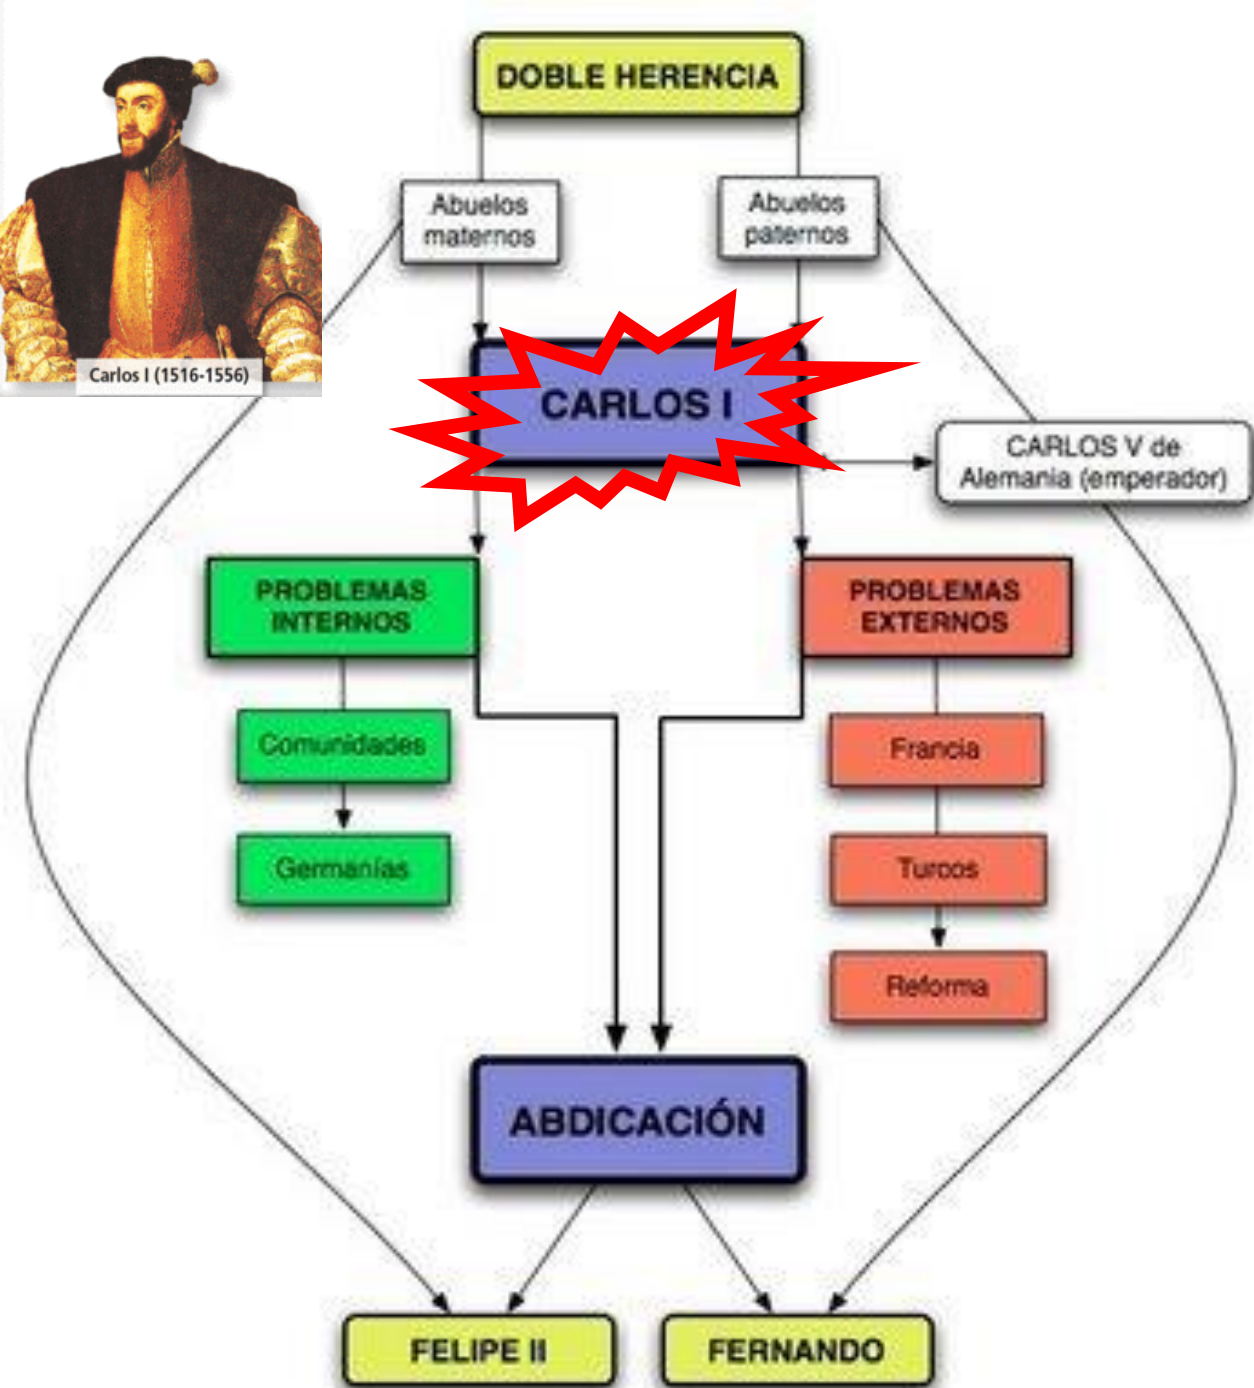 DOBLE HERENCIA
Abuelos
maternos
Abuelos
paternos
Carlos I (1516-1556)
CARLOS I
CARLOS V de
Alemania (emperador)
PROBLEMAS
INTERNOS
PROBLEMAS
EXTERNOS
Comunidades
Francia
Germanías
Turcos
Reforma
ABDICACIÓN
FELIPE II
FERNANDO